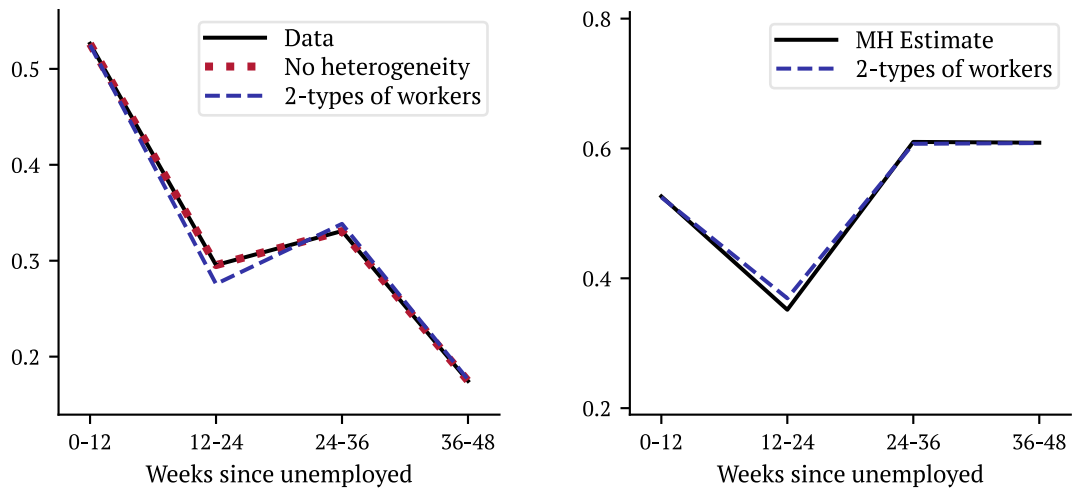 Data
No heterogeneity
2-types of workers
0.5
0.4
0.3
0.2
0-12 12-24 24-36 36-48
Weeks since unemployed
MH Estimate
2-types of workers
0.8
0.6
0.4
0.2
0-12 12-24 24-36 36-48
Weeks since unemployed